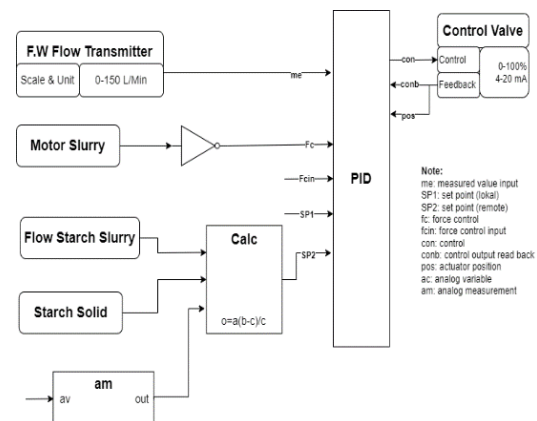 F.W Flow Transmitter
Scale & Unit
0-150 L/Min
me
Motor Slurry
Fc
Fcin
SP1
Flow Starch Slurry
Starch Solid
Calc
o=a(b-c)/c
SP2
am
av
out
PID
con
conb
pos
Control Valve
Control
Feedback
0-100%
4-20 mA
Note:
me: measured value input
SP1: set point (lokal)
SP2: set point (remote)
fc: force control
fcin: force control input
con: control
conb: control output read back
pos: actuator position
ac: analog variable
am: analog measurement